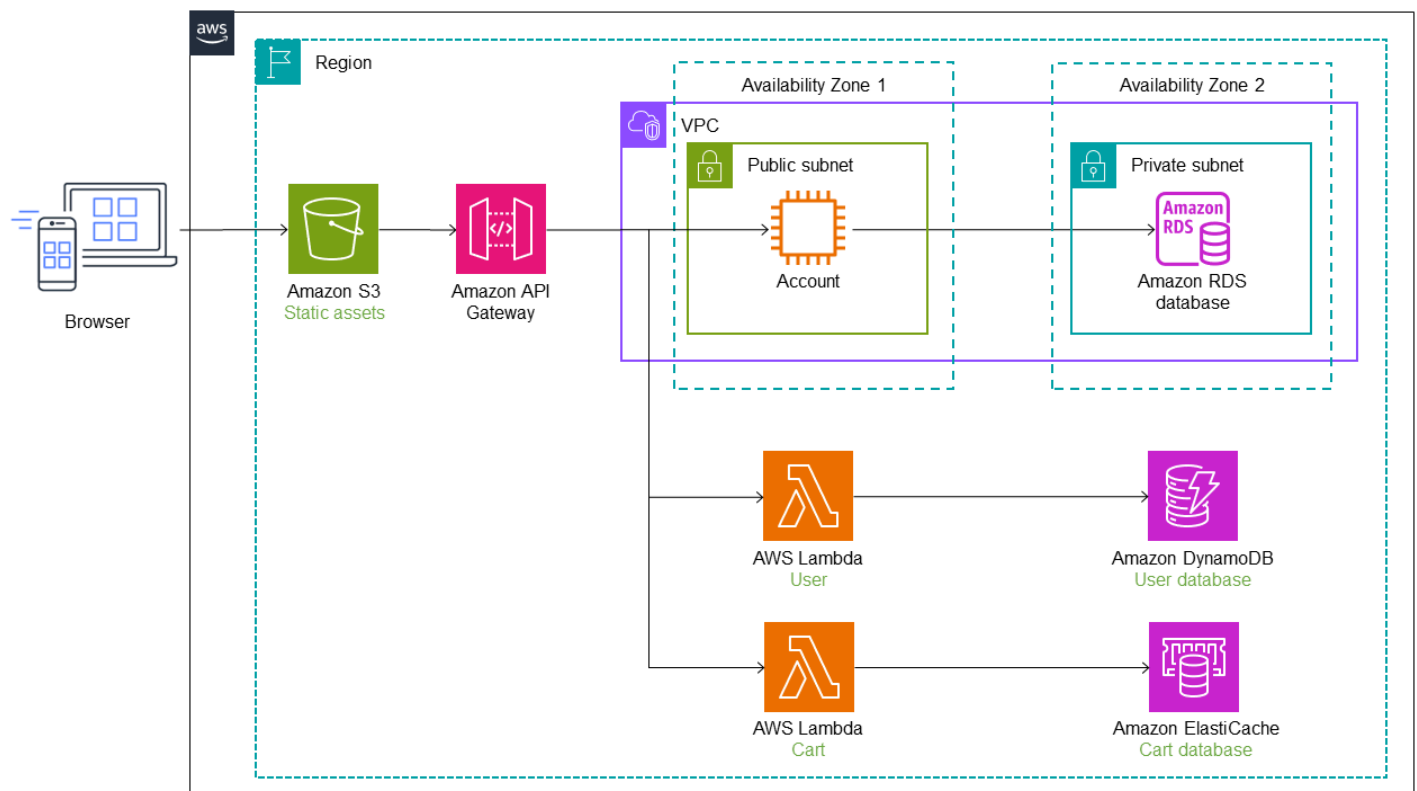 aws
Region
Availability Zone 1
Availability Zone 2
VPC
Public subnet
Private subnet
Amazon
RDS
</>
Account
Amazon RDS
database
Amazon S3
Static assets
Amazon API
Gateway
Browser
AWS Lambda
User
Amazon DynamoDB
User database
AWS Lambda
Cart
Amazon ElastiCache
Cart database